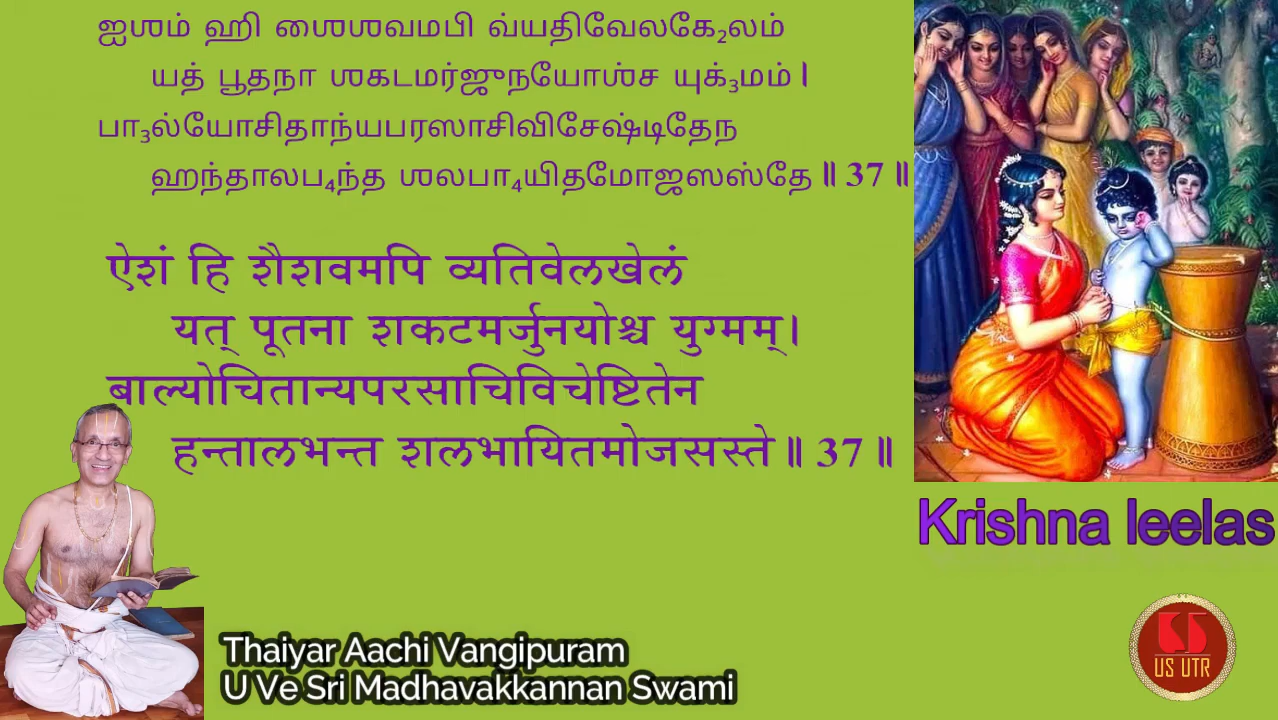 ஐஶம் ஹி ஶைஶவமபி வ்யதிவேலகே₂லம்
யத் பூதநா ஶகடமர்ஜுநயோஶ்ச யுக்₃மம்।
பா₃ல்யோசிதாந்யபரஸாசிவிசேஷ்டிதேந
ஹந்தாலப₄ந்த ஶலபா₄யிதமோஜஸஸ்தே॥ 37॥
ऐशं हि शैशवमपि व्यतिवेलखेलं
यत् पूतना शकटमर्जुनयोश्च युग्मम्।
बाल्योचितान्यपरसाचिविचेष्टितेन
हन्तालभन्त शलभायितमोजसस्ते॥ 37॥
Krishna leelas
Thaiyar Aachi Vangipuram
U Ve Sri Madhavakkannan Swami
US UTR